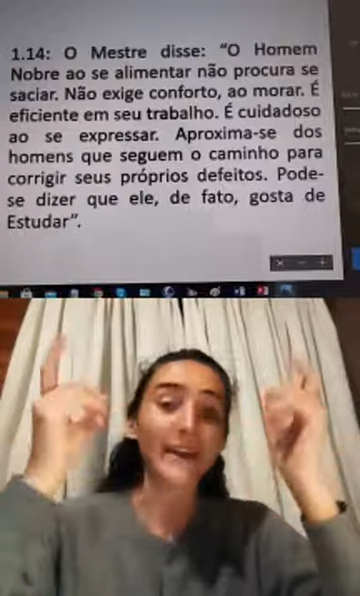 1.14: O Mestre disse: “O Homem
Nobre ao se alimentar não procura se
saciar. Não exige conforto, ao morar. É
eficiente em seu trabalho. É cuidadoso
ao se expressar. Aproxima-se dos
homens que seguem o caminho para
corrigir seus próprios defeitos. Pode-
se dizer que ele, de fato, gosta de
Estudar”.